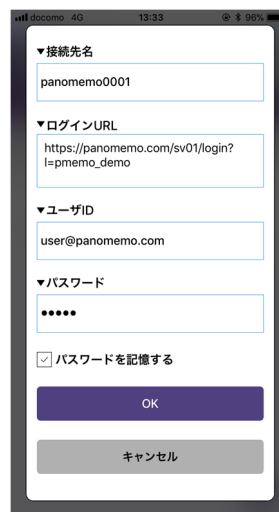 docomo 4G 13:33 96%
▼接続先名
panomemo0001
▼ログインURL
https://panomemo.com/sv01/login?
l=pmemo_demo
▼ユーザID
user@panomemo.com
▼パスワード
●●●●●
パスワードを記憶する
OK
キャンセル